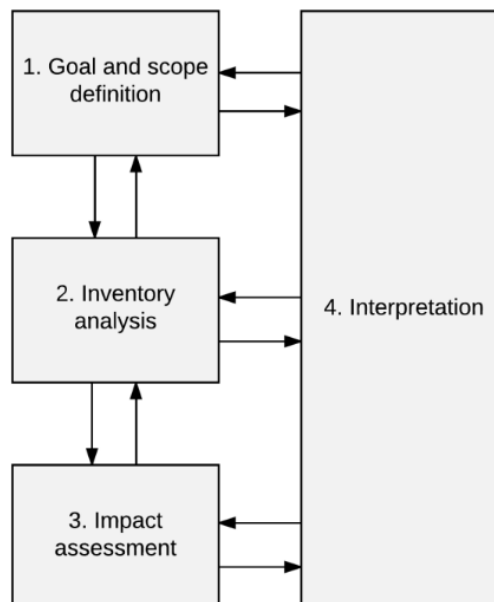 1. Goal and scope
definition
2. Inventory
analysis
4. Interpretation
3. Impact
assessment